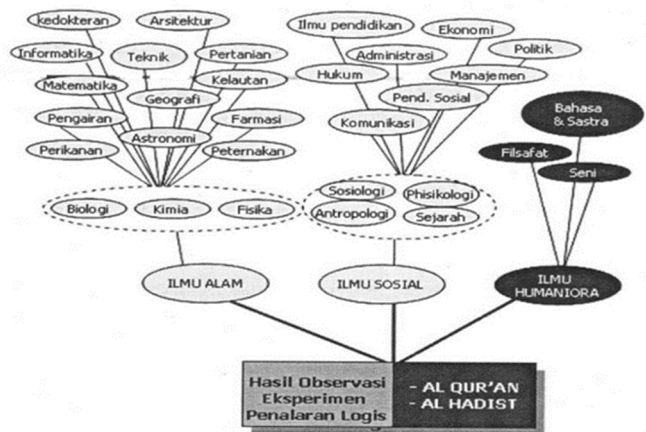 kedokteran
Arsitektur
Ilmu pendidikan
Ekonomi
Informatika
Teknik
Pertanian
Administrasi
Politik
Matematika
Kelautan
Hukum
Manajemen
Geografi
Pend. Sosial
Bahasa
& Sastra
Pengairan
Farmasi
Komunikasi
Astronomi
Perikanan
Peternakan
Filsafat
Seni
Biologi
Kimia
Fisika
Sosiologi
Phisikologi
Antropologi
Sejarah
ILMU ALAM
ILMU SOSIAL
ILMU
HUMANIORA
Hasil Observasi
Eksperimen
Penalaran Logis
- AL QUR'AN
- AL HADIST